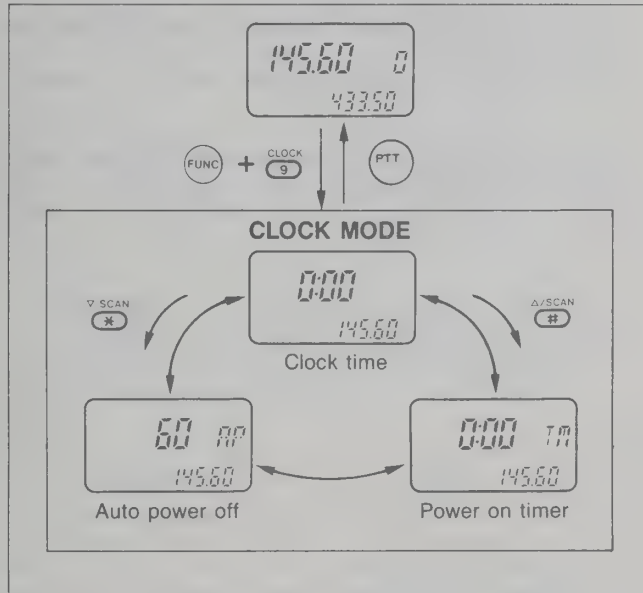 145.60 0
433.50
FUNC + CLOCK 9 PTT
CLOCK MODE
▽ SCAN
*
0:00
145.60
Clock time
△/SCAN
#
60 AP
145.60
Auto power off
0:00 TM
145.60
Power on timer